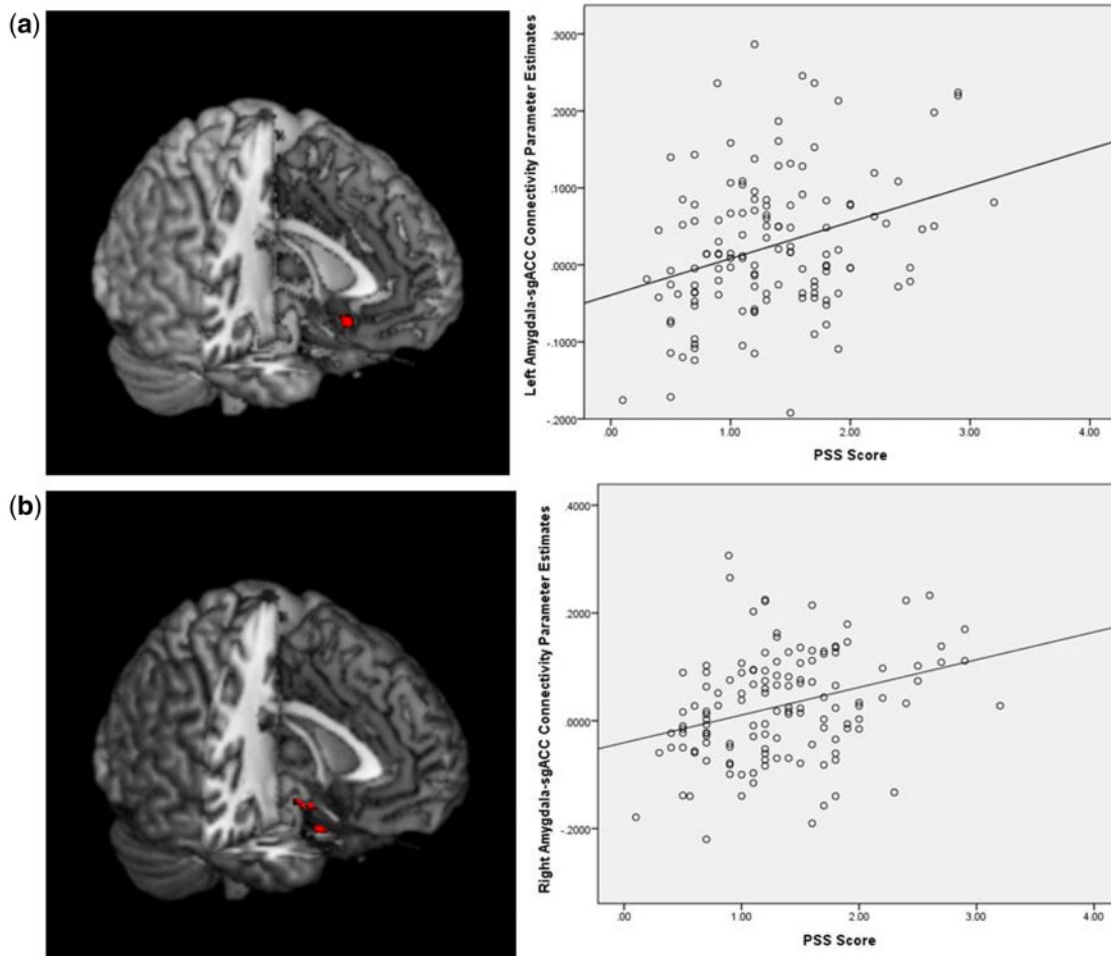 (a)
Left Amygdala-sgACC Connectivity Parameter Estimates
.3000
.2000
.1000
.0000
-.1000
-.2000
.00 1.00 2.00 3.00 4.00
PSS Score
(b)
Right Amygdala-sgACC Connectivity Parameter Estimates
.4000
.2000
.0000
-.2000
.00 1.00 2.00 3.00 4.00
PSS Score